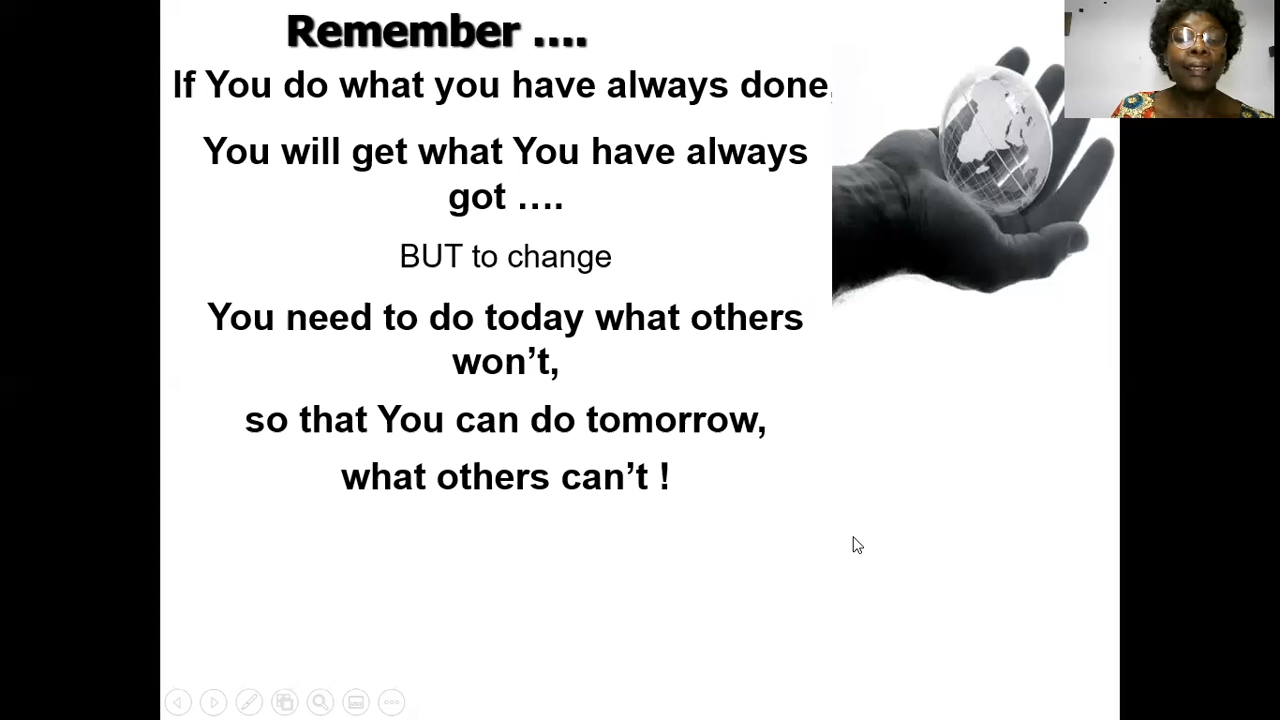 Remember ....
If You do what you have always done,
You will get what You have always
got ....
BUT to change
You need to do today what others
won’t,
so that You can do tomorrow,
what others can’t !